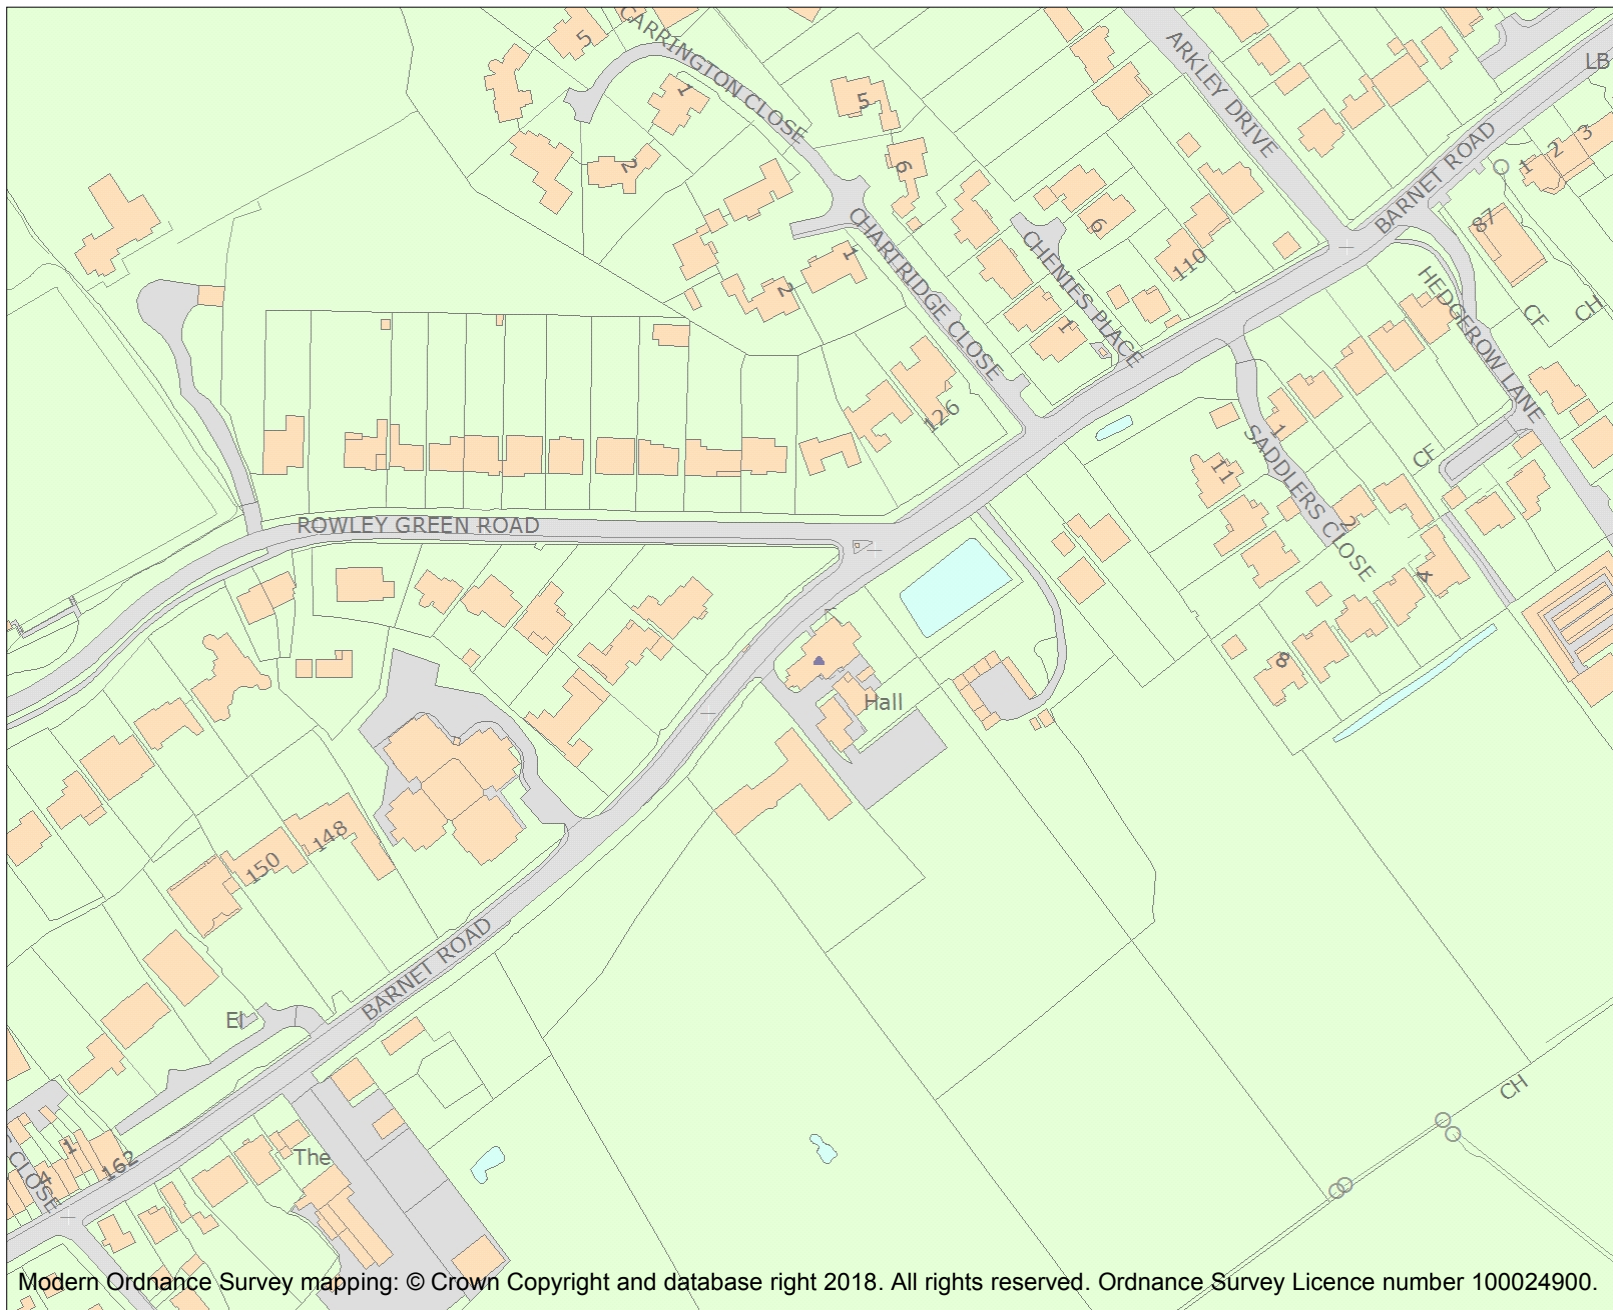 CARRINGTON CLOSE
5
1
2
5
6
ARKLEY DRIVE
LB
BARNET ROAD
1
2
3
87
CHARTRIDGE CLOSE
1
2
CHENIES PLACE
6
110
1
HEDGEROW LANE
CF
CH
126
SADDLERS CLOSE
1
11
CF
2
4
8
ROWLEY GREEN ROAD
Hall
148
150
BARNET ROAD
El
The
1
162
4
CLOSE
CH
Modern Ordnance Survey mapping: © Crown Copyright and database right 2018. All rights reserved. Ordnance Survey Licence number 100024900.